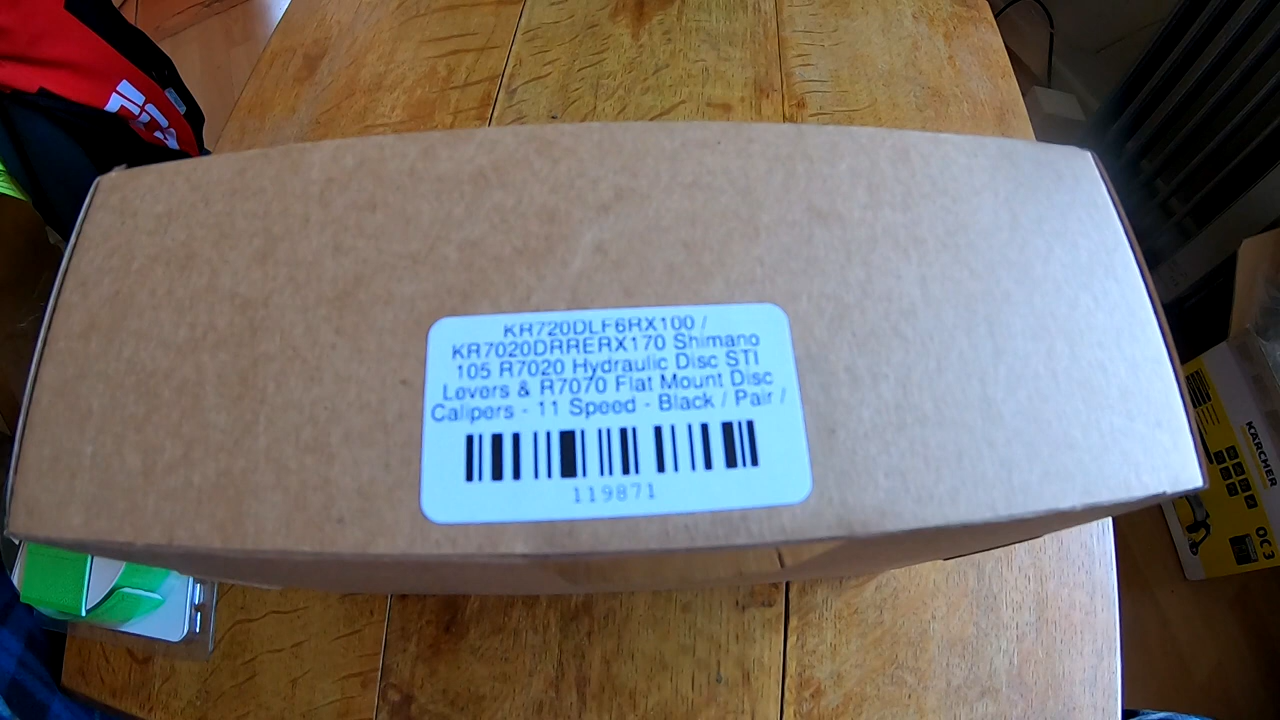 KR720DLF6RX100 /
KR7020DRRERX170 Shimano
105 R7020 Hydraulic Disc STI
Levers & R7070 Flat Mount Disc
Calipers - 11 Speed - Black / Pair /
119871
KARCHER
OC 3